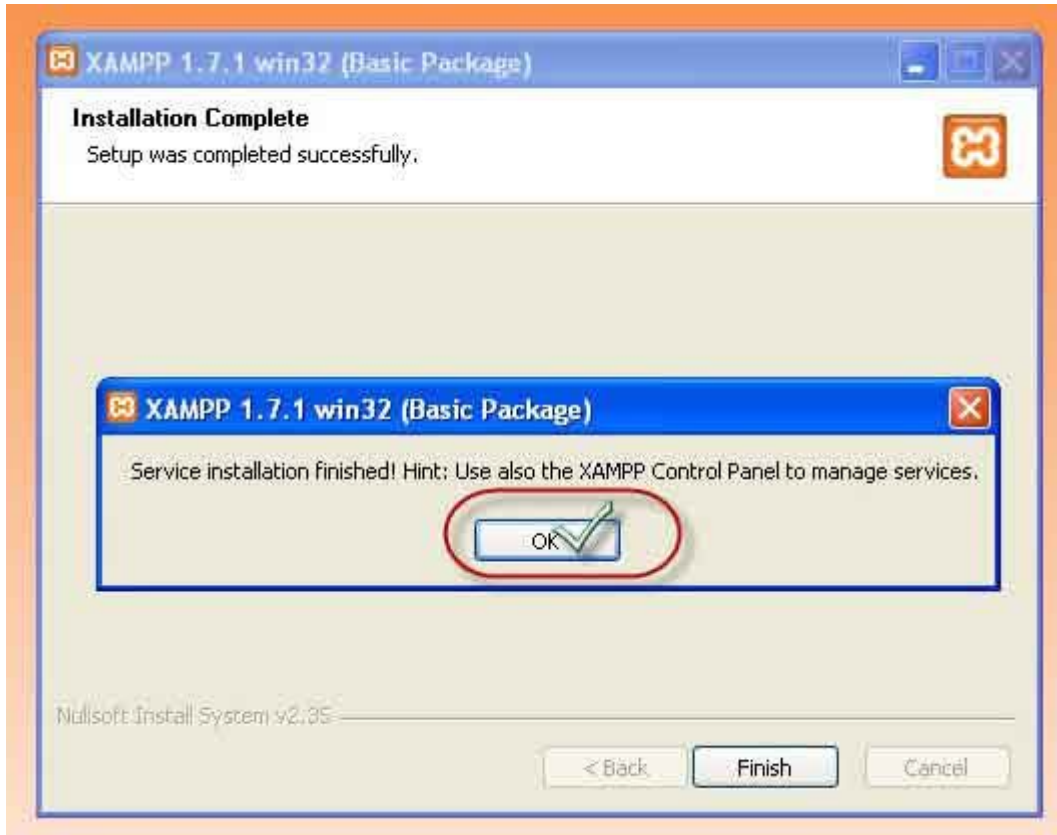 XAMPP 1.7.1 win32 (Basic Package)
Installation Complete
Setup was completed successfully.
XAMPP 1.7.1 win32 (Basic Package)
Service installation finished! Hint: Use also the XAMPP Control Panel to manage services.
OK
Nullsoft Install System v2.35
< Back Finish Cancel